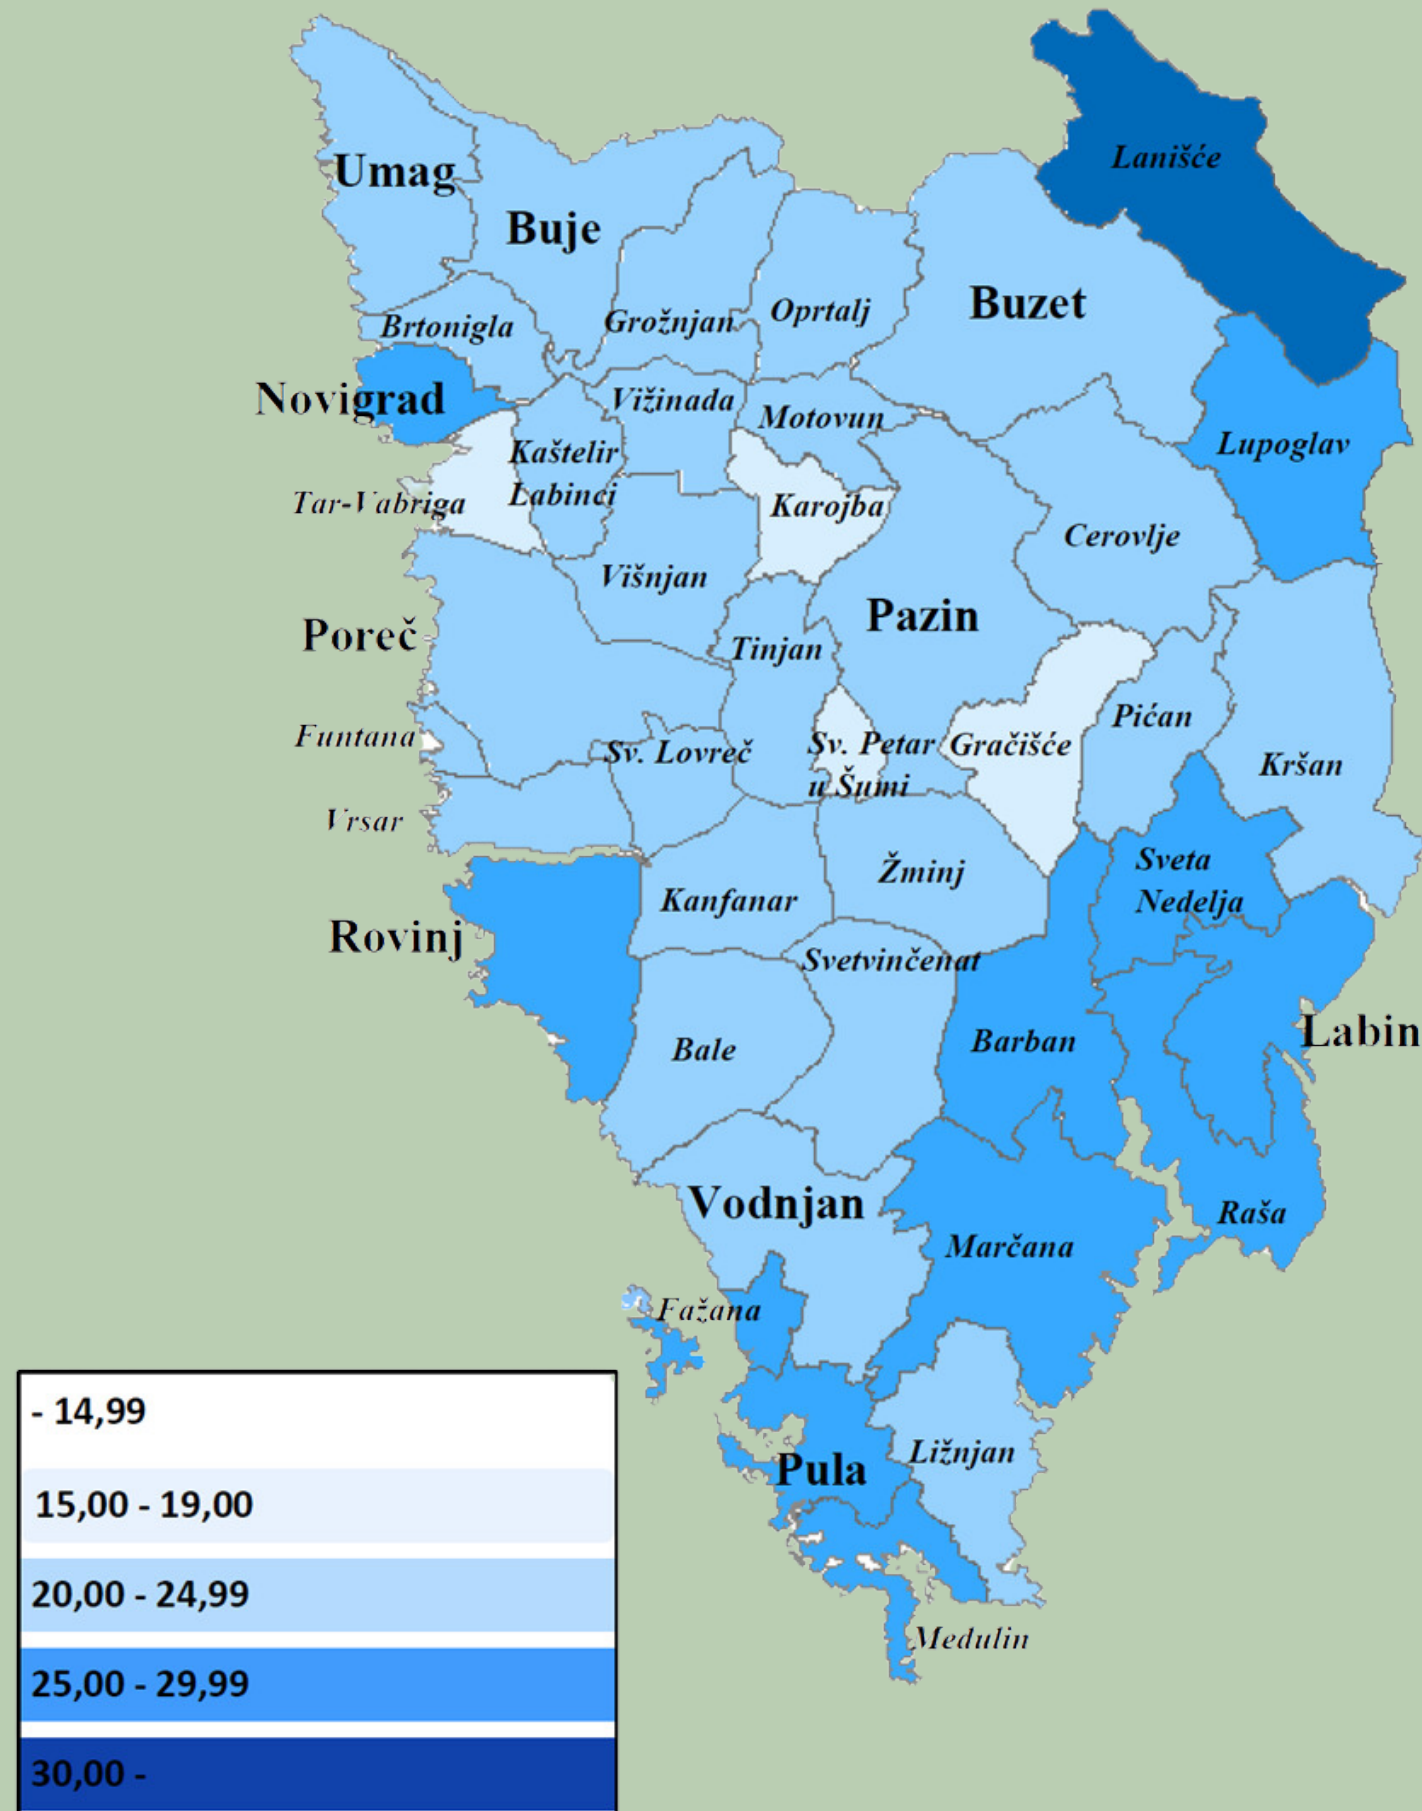 Lanišće
Umag
Buje
Buzet
Oprtalj
Grožnjan
Brtonigla
Novigrad
Vižinada
Motovun
Lupoglav
Kaštelir
Labinci
Tar-Vabriga
Karojba
Cerovlje
Višnjan
Pazin
Poreč
Tinjan
Pićan
Funtana
Sv. Lovreč
Sv. Petar
u Šumi
Gračišće
Kršan
Vrsar
Sveta
Nedelja
Žminj
Kanfanar
Rovinj
Svetvinčenat
Labin
Barban
Bale
Vodnjan
Raša
Marčana
Fažana
Ližnjan
Pula
Medulin
- 14,99
15,00 - 19,00
20,00 - 24,99
25,00 - 29,99
30,00 -